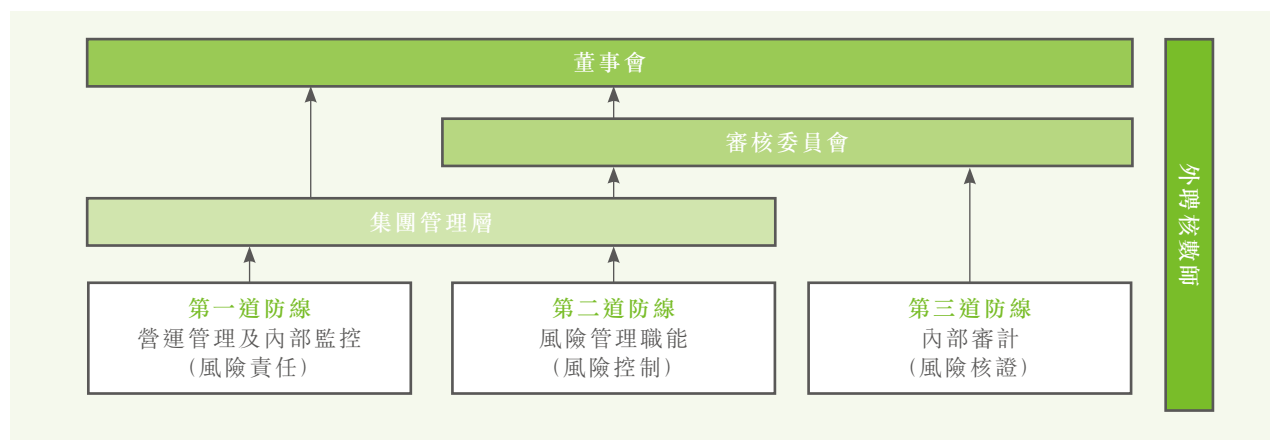 董事會
審核委員會
集團管理層
第一道防線
營運管理及內部監控
(風險責任)
第二道防線
風險管理職能
(風險控制)
第三道防線
內部審計
(風險核證)
外聘核數師